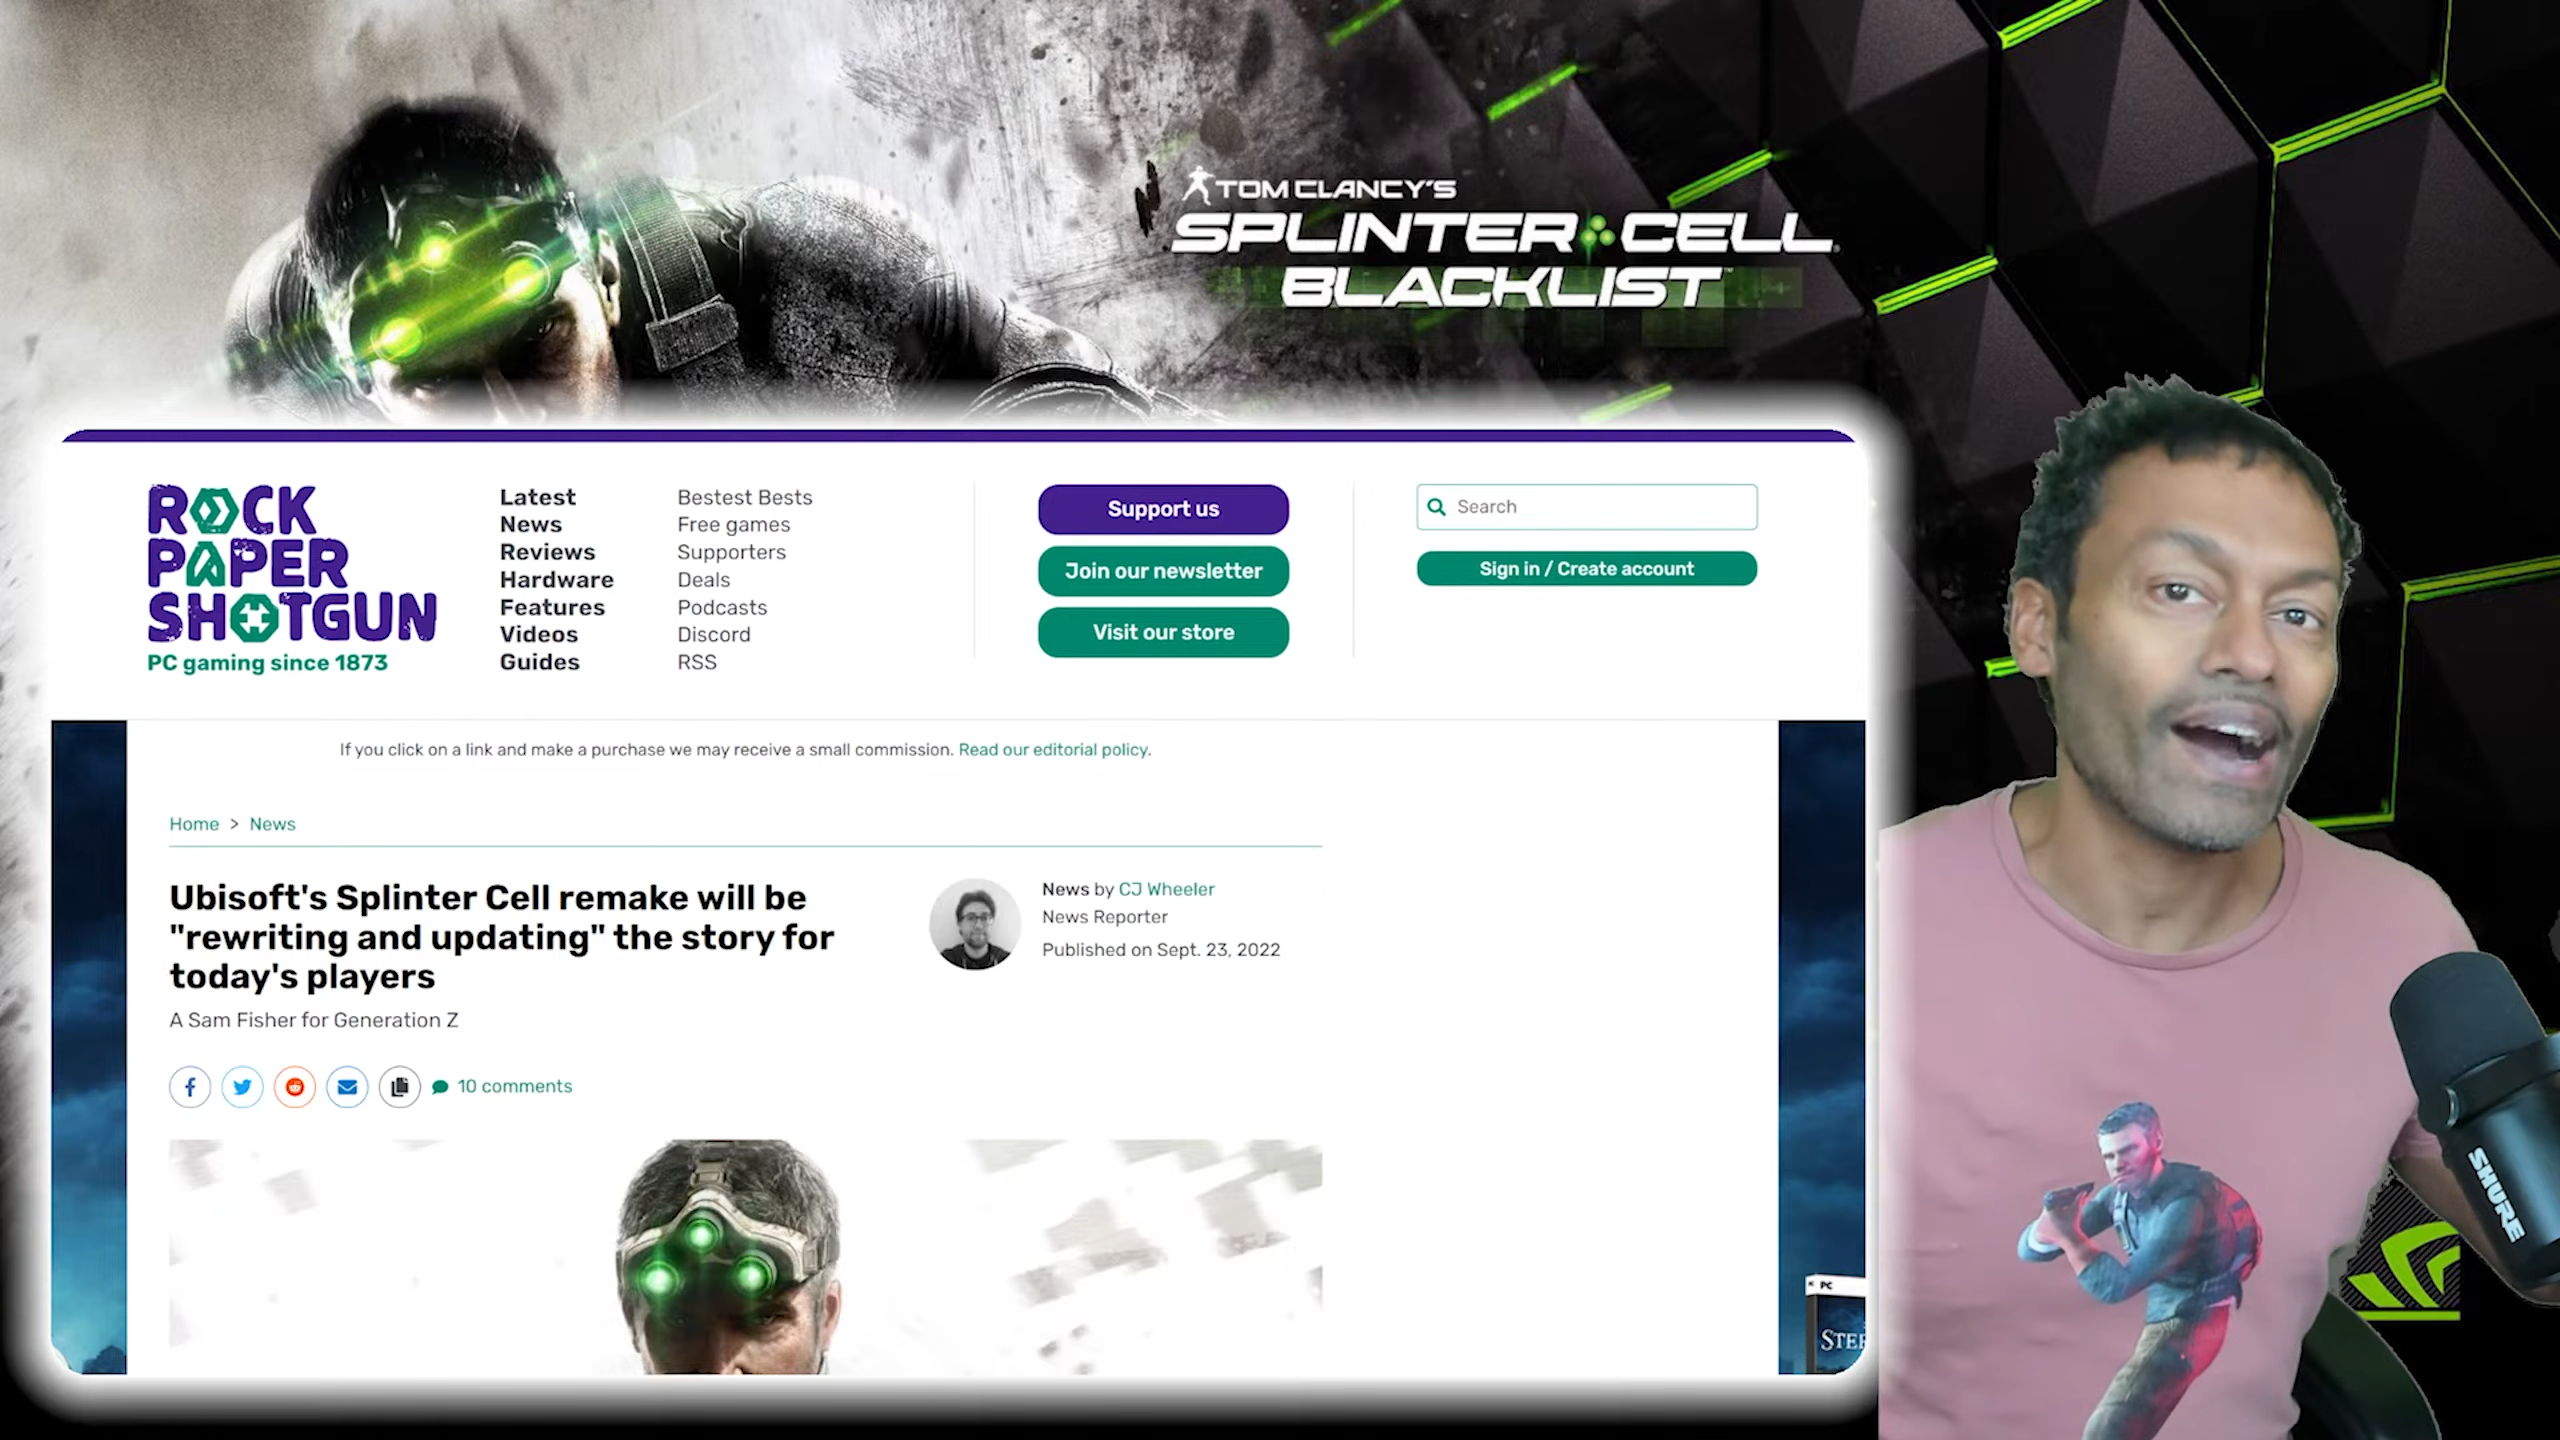 TOM CLANCY'S
SPLINTER CELL
BLACKLIST
ROCK
PAPER
SHOTGUN
PC gaming since 1873
Latest
News
Reviews
Hardware
Features
Videos
Guides
Bestest Bests
Free games
Supporters
Deals
Podcasts
Discord
RSS
Support us
Join our newsletter
Visit our store
Search
Sign in / Create account
If you click on a link and make a purchase we may receive a small commission. Read our editorial policy.
Home > News
Ubisoft's Splinter Cell remake will be
"rewriting and updating" the story for
today's players
A Sam Fisher for Generation Z
News by CJ Wheeler
News Reporter
Published on Sept. 23, 2022
10 comments
PC
SHURE